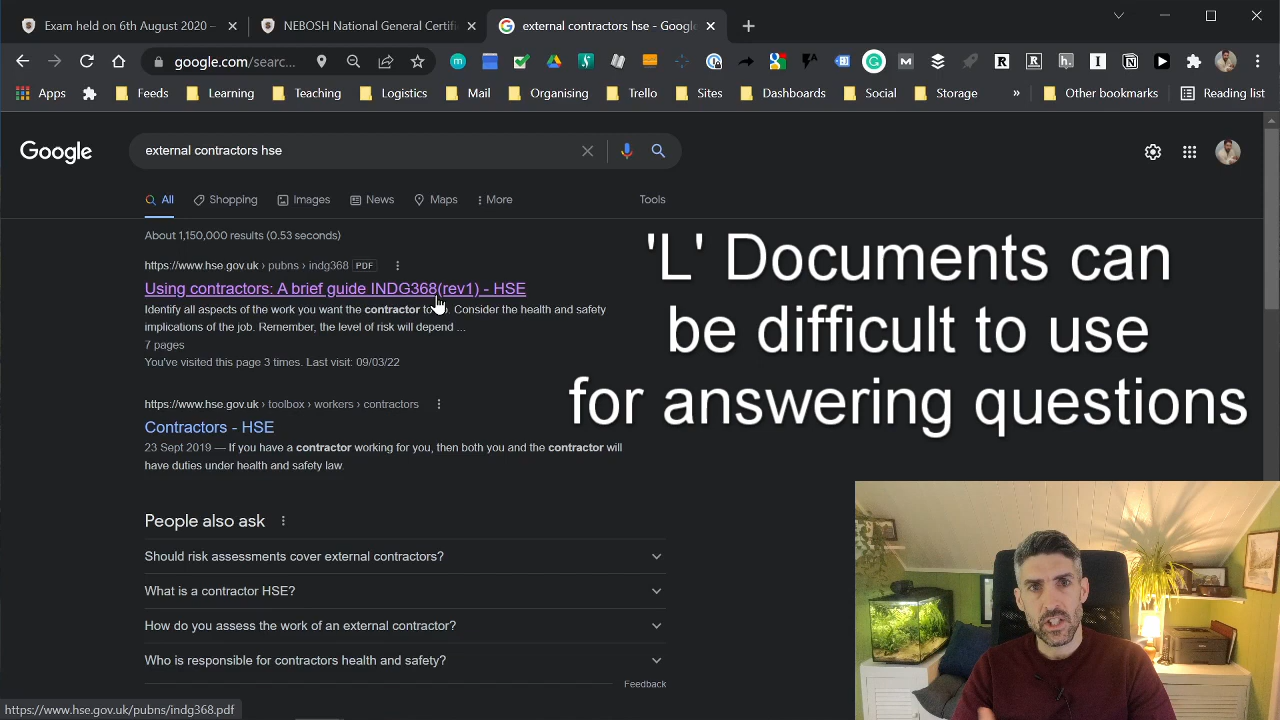 Exam held on 6th August 2020 –
NEBOSH National General Certifi
external contractors hse - Google
google.com/searc...
Apps
Feeds
Learning
Teaching
Logistics
Mail
Organising
Trello
Sites
Dashboards
Social
Storage
»
Other bookmarks
Reading list
Google
external contractors hse
All
Shopping
Images
News
Maps
More
Tools
About 1,150,000 results (0.53 seconds)
https://www.hse.gov.uk › pubns › indg368 PDF
Using contractors: A brief guide INDG368(rev1) - HSE
Identify all aspects of the work you want the contractor to . Consider the health and safety
implications of the job. Remember, the level of risk will depend ...
7 pages
You've visited this page 3 times. Last visit: 09/03/22
https://www.hse.gov.uk › toolbox › workers › contractors
Contractors - HSE
23 Sept 2019 — If you have a contractor working for you, then both you and the contractor will
have duties under health and safety law.
People also ask
Should risk assessments cover external contractors?
What is a contractor HSE?
How do you assess the work of an external contractor?
Who is responsible for contractors health and safety?
Feedback
'L' Documents can
be difficult to use
for answering questions
https://www.hse.gov.uk/pubns/indg368.pdf